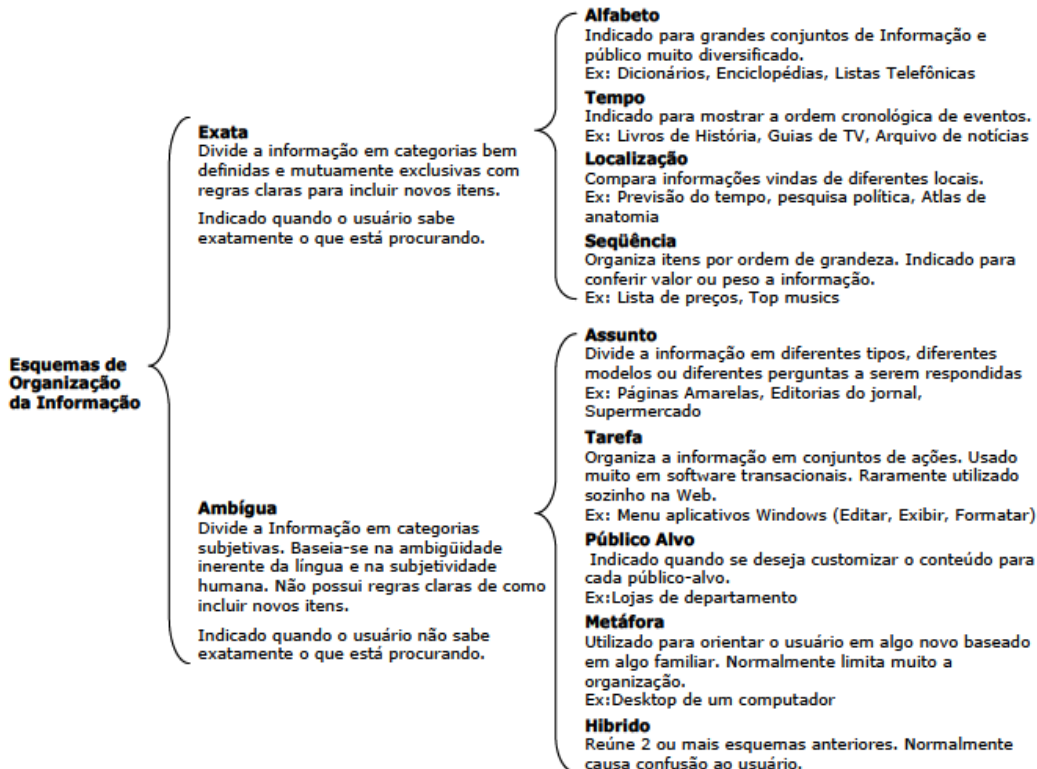 Esquemas de
Organização
da Informação
Exata
Divide a informação em categorias bem
definidas e mutuamente exclusivas com
regras claras para incluir novos itens.
Indicado quando o usuário sabe
exatamente o que está procurando.
Alfabeto
Indicado para grandes conjuntos de Informação e
público muito diversificado.
Ex: Dicionários, Enciclopédias, Listas Telefônicas
Tempo
Indicado para mostrar a ordem cronológica de eventos.
Ex: Livros de História, Guias de TV, Arquivo de notícias
Localização
Compara informações vindas de diferentes locais.
Ex: Previsão do tempo, pesquisa política, Atlas de
anatomia
Seqüência
Organiza itens por ordem de grandeza. Indicado para
conferir valor ou peso a informação.
Ex: Lista de preços, Top musics
Ambígua
Divide a Informação em categorias
subjetivas. Baseia-se na ambigüidade
inerente da língua e na subjetividade
humana. Não possui regras claras de como
incluir novos itens.
Indicado quando o usuário não sabe
exatamente o que está procurando.
Assunto
Divide a informação em diferentes tipos, diferentes
modelos ou diferentes perguntas a serem respondidas
Ex: Páginas Amarelas, Editorias do jornal,
Supermercado
Tarefa
Organiza a informação em conjuntos de ações. Usado
muito em software transacionais. Raramente utilizado
sozinho na Web.
Ex: Menu aplicativos Windows (Editar, Exibir, Formatar)
Público Alvo
Indicado quando se deseja customizar o conteúdo para
cada público-alvo.
Ex:Lojas de departamento
Metáfora
Utilizado para orientar o usuário em algo novo baseado
em algo familiar. Normalmente limita muito a
organização.
Ex:Desktop de um computador
Hibrido
Reúne 2 ou mais esquemas anteriores. Normalmente
causa confusão ao usuário.